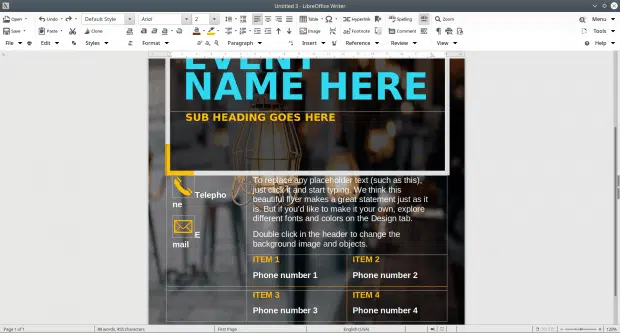 Untitled 3 - LibreOffice Writer
Open Undo Redo Default Style Arial 2 Table Hyperlink Spelling Zoom Menu
Save Paste Clone Image Footnote Comment Tools
File Edit Styles Format Paragraph Insert Reference Review View Help
EVENT
NAME HERE
SUB HEADING GOES HERE
Telepho
ne
E
mail
To replace any placeholder text (such as this),
just click it and start typing. We think this
beautiful flyer makes a great statement just as it
is. But if you'd like to make it your own, explore
different fonts and colors on the Design tab.
Double click in the header to change the
background image and objects.
ITEM 1 ITEM 2
Phone number 1 Phone number 2
ITEM 3 ITEM 4
Phone number 3 Phone number 4
Page 1 of 1 First Page English (USA) 120%